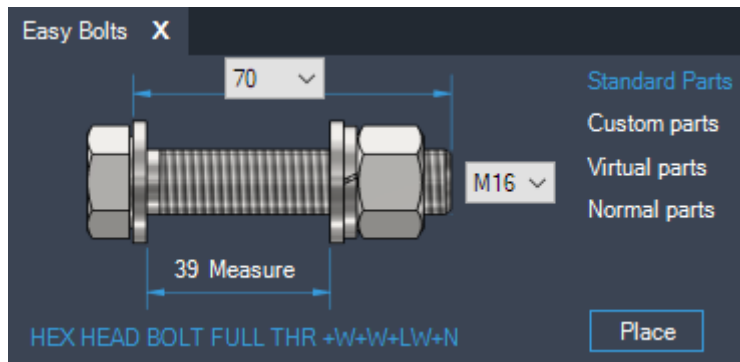 Easy Bolts X
70
Standard Parts
Custom parts
M16
Virtual parts
Normal parts
39 Measure
HEX HEAD BOLT FULL THR +W+W+LW+N
Place